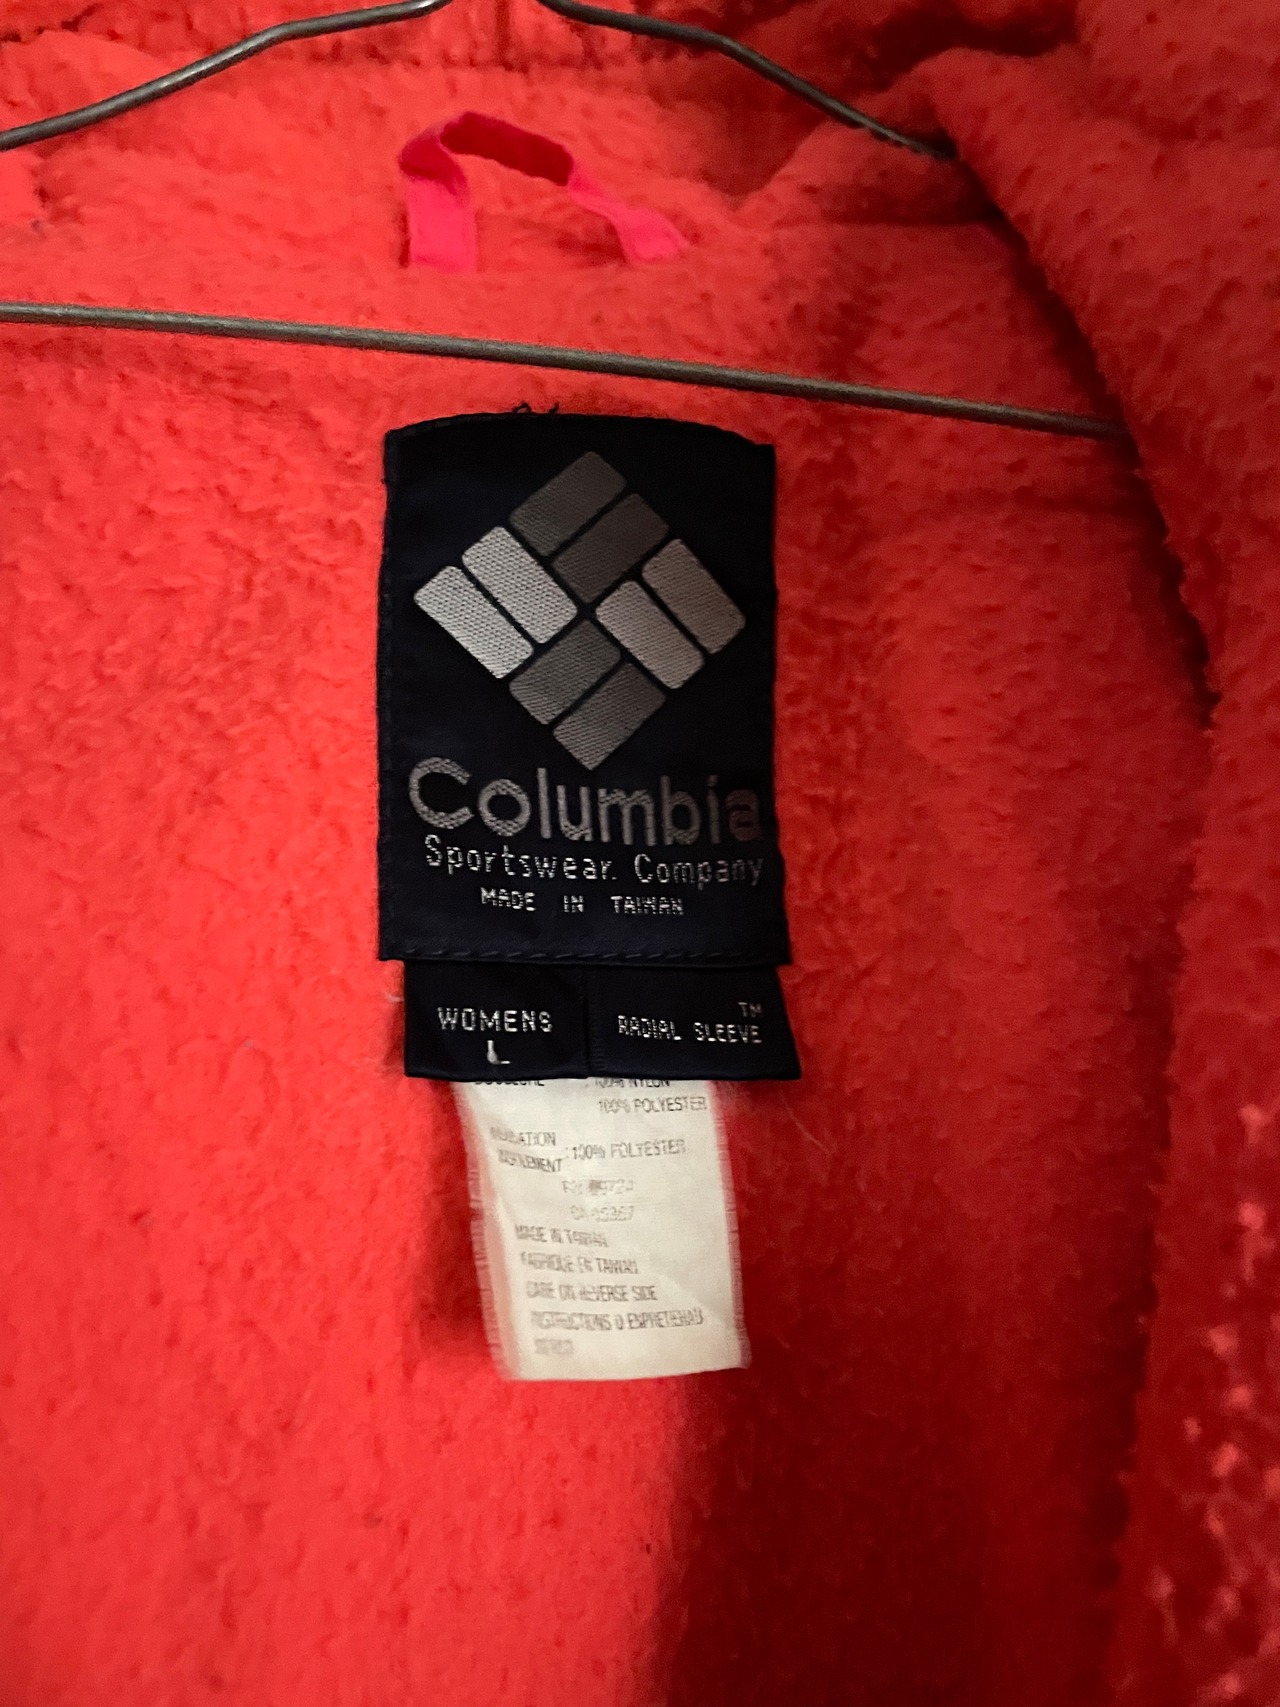 Columbia
Sportswear Company
MADE IN TAIWAN
WOMENS
L
TM
RADIAL SLEEVE
100% NYLON
100% POLYESTER
100% POLYESTER
MADE IN TAIWAN
FABRIQUE EN TAIWAN
CARE ON REVERSE SIDE